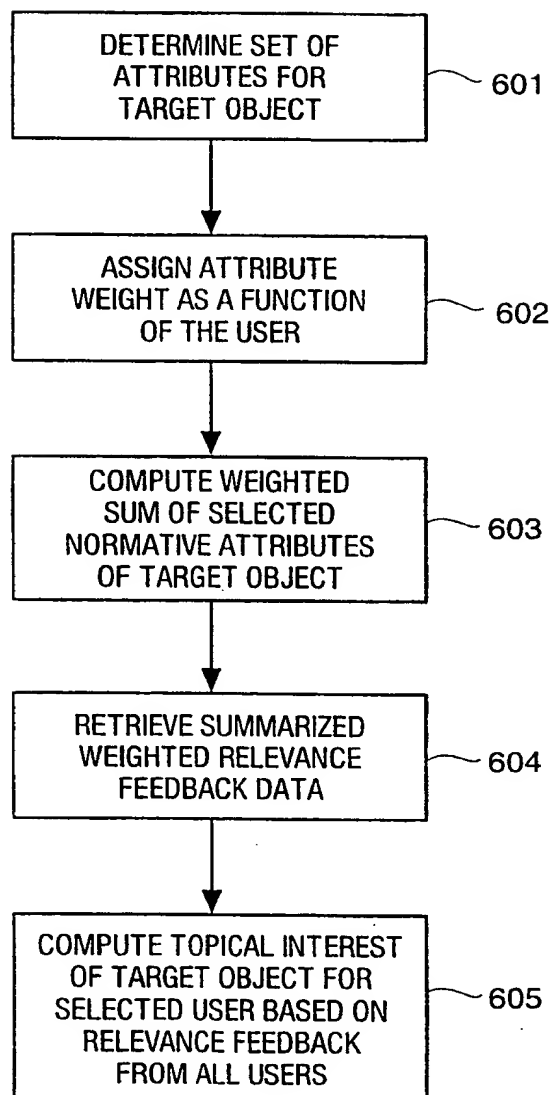 DETERMINE SET OF
ATTRIBUTES FOR
TARGET OBJECT
601
ASSIGN ATTRIBUTE
WEIGHT AS A FUNCTION
OF THE USER
602
COMPUTE WEIGHTED
SUM OF SELECTED
NORMATIVE ATTRIBUTES
OF TARGET OBJECT
603
RETRIEVE SUMMARIZED
WEIGHTED RELEVANCE
FEEDBACK DATA
604
COMPUTE TOPICAL INTEREST
OF TARGET OBJECT FOR
SELECTED USER BASED ON
RELEVANCE FEEDBACK
FROM ALL USERS
605